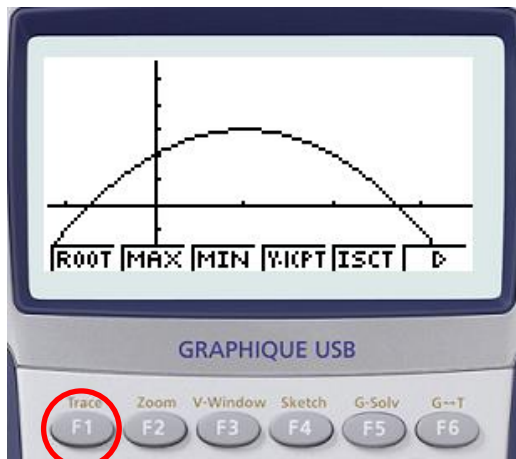 ROOT MAX MIN Y-ICPT ISCT ▷
GRAPHIQUE USB
Trace Zoom V-Window Sketch G-Solv G↔T
F1 F2 F3 F4 F5 F6